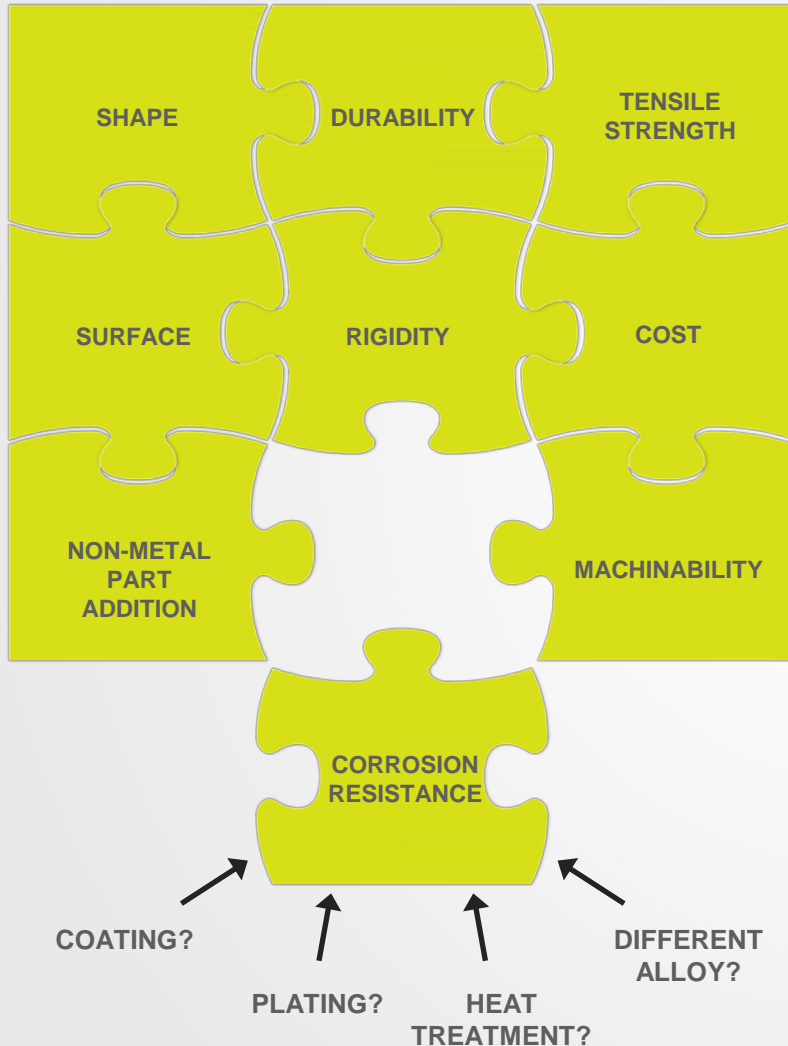 SHAPE
DURABILITY
TENSILE
STRENGTH
SURFACE
RIGIDITY
COST
NON-METAL
PART
ADDITION
MACHINABILITY
CORROSION
RESISTANCE
COATING?
PLATING?
HEAT
TREATMENT?
DIFFERENT
ALLOY?